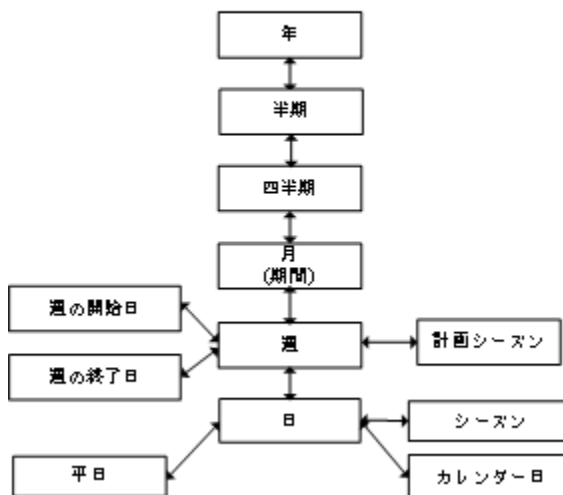 年
半期
四半期
月
(期間)
週の開始日
週
計画シーズン
週の終了日
日
シーズン
平日
カレンダー日